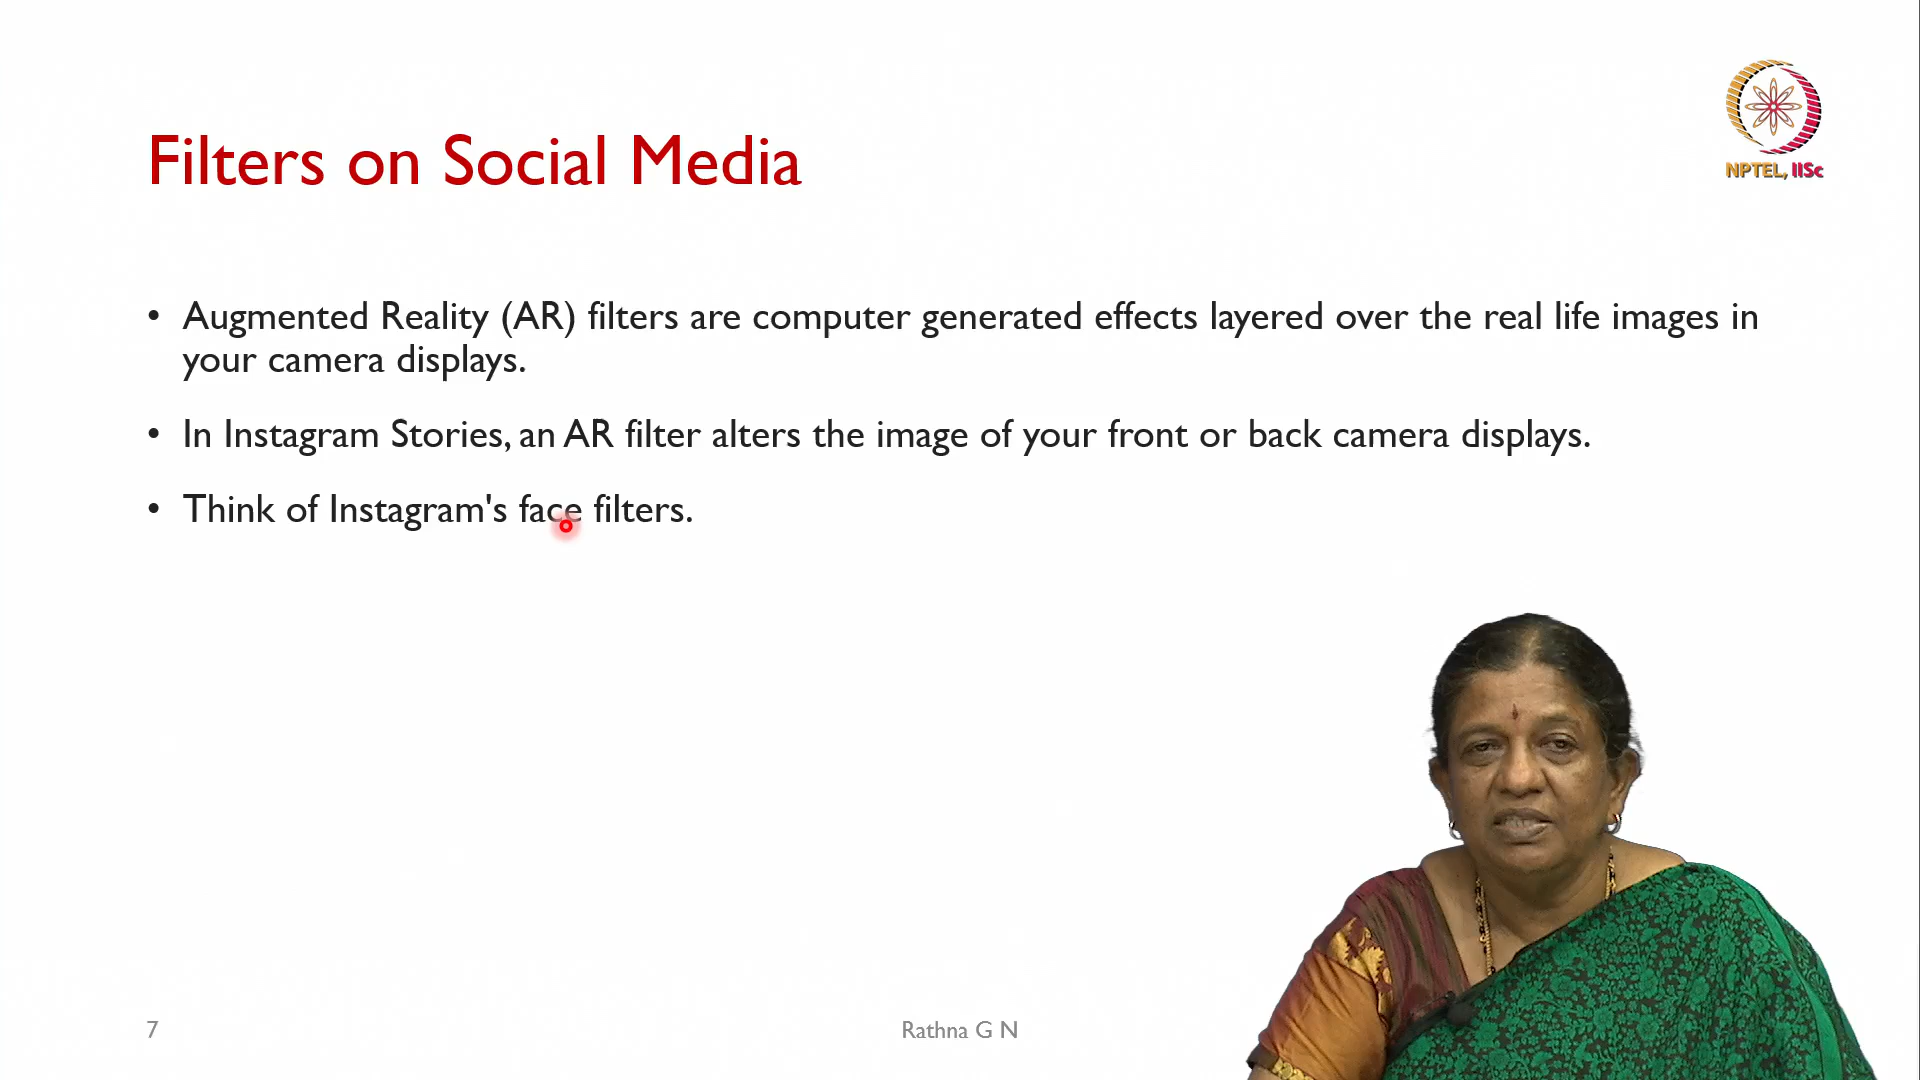 NPTEL, IISc
Filters on Social Media
• Augmented Reality (AR) filters are computer generated effects layered over the real life images in
your camera displays.
• In Instagram Stories, an AR filter alters the image of your front or back camera displays.
• Think of Instagram's face filters.
7
Rathna G N